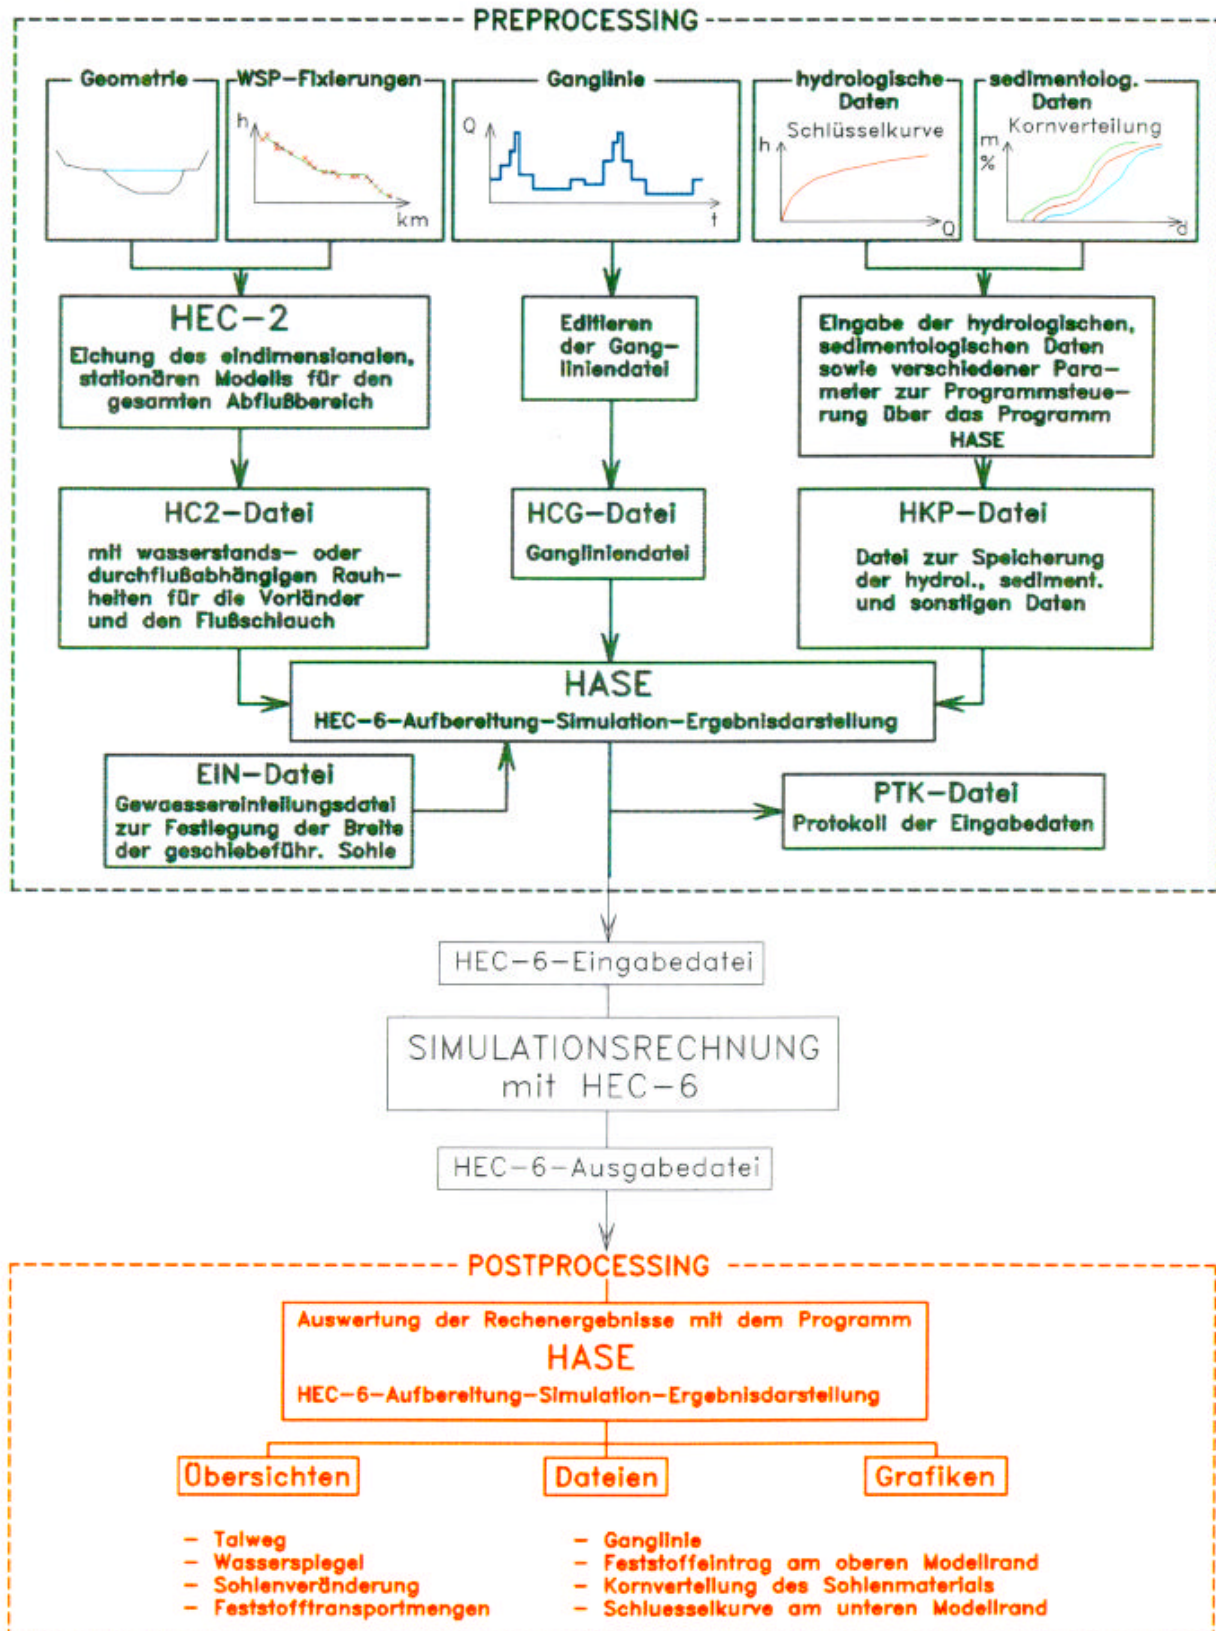 PREPROCESSING
Geometrie
WSP-Fixierungen
h
km
Ganglinie
Q
t
hydrologische
Daten
Schlüsselkurve
h
Q
sedimentolog.
Daten
Kornverteilung
m
%
d
HEC-2
Eichung des eindimensionalen,
stationären Modells für den
gesamten Abflußbereich
Editieren
der Gang-
liniendatei
Eingabe der hydrologischen,
sedimentologischen Daten
sowie verschiedener Para-
meter zur Programmsteue-
rung über das Programm
HASE
HC2-Datei
mit wasserstands- oder
durchflußabhängigen Rauh-
heiten für die Vorländer
und den Flußschlauch
HCG-Datei
Gangliniendatei
HKP-Datei
Datei zur Speicherung
der hydrol., sediment.
und sonstigen Daten
HASE
HEC-6-Aufbereitung-Simulation-Ergebnisdarstellung
EIN-Datei
Gewaessereinteilungsdatei
zur Festlegung der Breite
der geschiebeführ. Sohle
PTK-Datei
Protokoll der Eingabedaten
HEC-6-Eingabedatei
SIMULATIONSRECHNUNG
mit HEC-6
HEC-6-Ausgabedatei
POSTPROCESSING
Auswertung der Rechenergebnisse mit dem Programm
HASE
HEC-6-Aufbereitung-Simulation-Ergebnisdarstellung
Übersichten
Dateien
Grafiken
- Talweg
- Wasserspiegel
- Sohlenveränderung
- Feststofftransportmengen
- Ganglinie
- Feststoffeintrag am oberen Modellrand
- Kornverteilung des Sohlenmaterials
- Schluesselkurve am unteren Modellrand